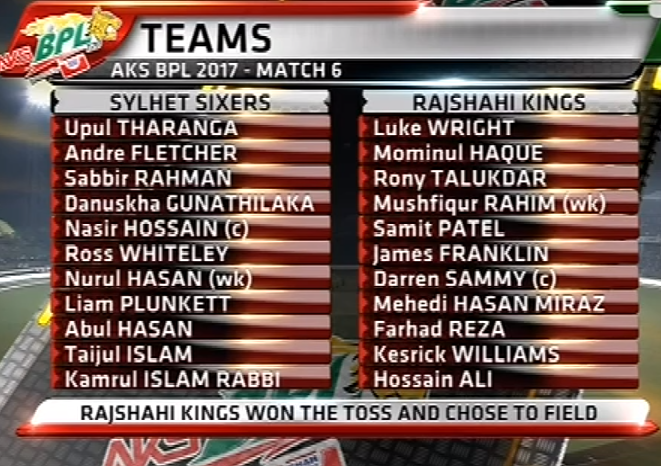 AKS BPL
TEAMS
AKS BPL 2017 - MATCH 6
SYLHET SIXERS
Upul THARANGA
Andre FLETCHER
Sabbir RAHMAN
Danuskha GUNATHILAKA
Nasir HOSSAIN (c)
Ross WHITELEY
Nurul HASAN (wk)
Liam PLUNKETT
Abul HASAN
Taijul ISLAM
Kamrul ISLAM RABBI
RAJSHAHI KINGS
Luke WRIGHT
Mominul HAQUE
Rony TALUKDAR
Mushfiqur RAHIM (wk)
Samit PATEL
James FRANKLIN
Darren SAMMY (c)
Mehedi HASAN MIRAZ
Farhad REZA
Kesrick WILLIAMS
Hossain ALI
RAJSHAHI KINGS WON THE TOSS AND CHOSE TO FIELD
AKS